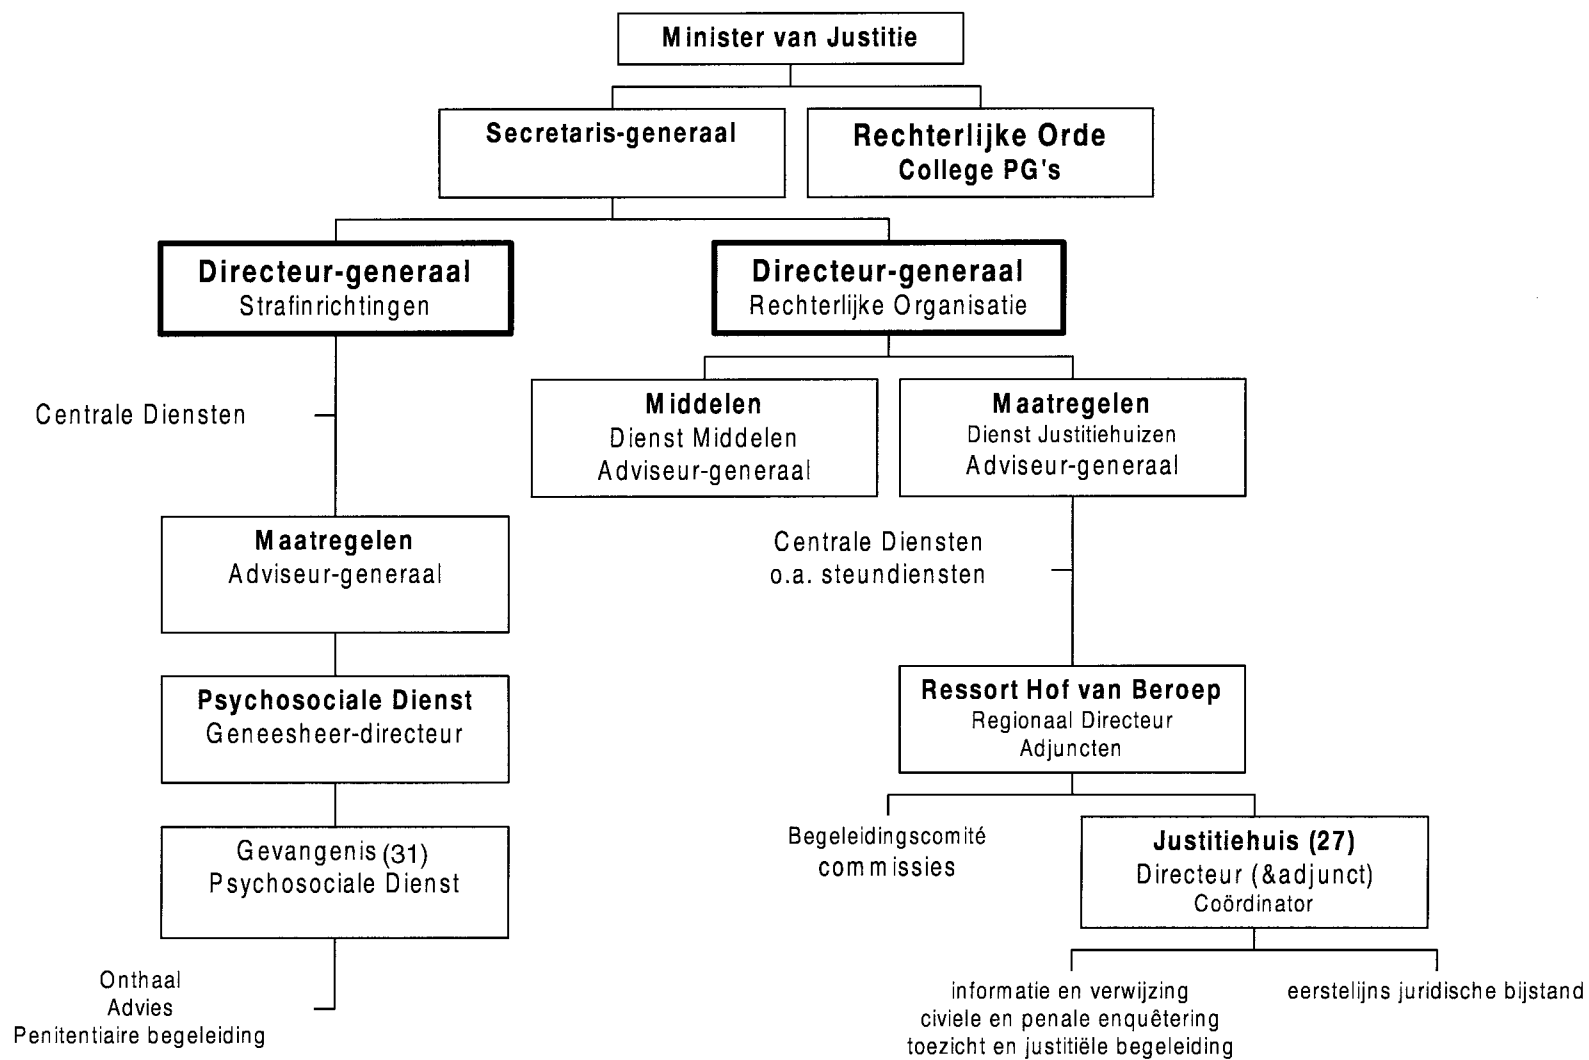 Minister van Justitie
Secretaris-generaal
Rechterlijke Orde
College PG's
Directeur-generaal
Strafinrichtingen
Directeur-generaal
Rechterlijke Organisatie
Centrale Diensten
Middelen
Dienst Middelen
Adviseur-generaal
Maatregelen
Dienst Justitiehuizen
Adviseur-generaal
Maatregelen
Adviseur-generaal
Centrale Diensten
o.a. steundiensten
Psychosociale Dienst
Geneesheer-directeur
Ressort Hof van Beroep
Regionaal Directeur
Adjuncten
Gevangenis (31)
Psychosociale Dienst
Begeleidingscomité
commissies
Justitiehuis (27)
Directeur (&adjunct)
Coördinator
Onthaal
Advies
Penitentiaire begeleiding
informatie en verwijzing
civiele en penale enquêtering
toezicht en justitiële begeleiding
eerstelijns juridische bijstand